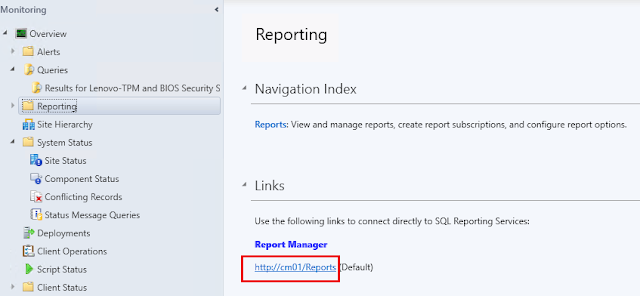 Monitoring
Overview
Alerts
Queries
Results for Lenovo-TPM and BIOS Security S
Reporting
Site Hierarchy
System Status
Site Status
Component Status
Conflicting Records
Status Message Queries
Deployments
Client Operations
Script Status
Client Status
Reporting
Navigation Index
Reports: View and manage reports, create report subscriptions, and configure report options.
Links
Use the following links to connect directly to SQL Reporting Services:
Report Manager
http://cm01/Reports (Default)